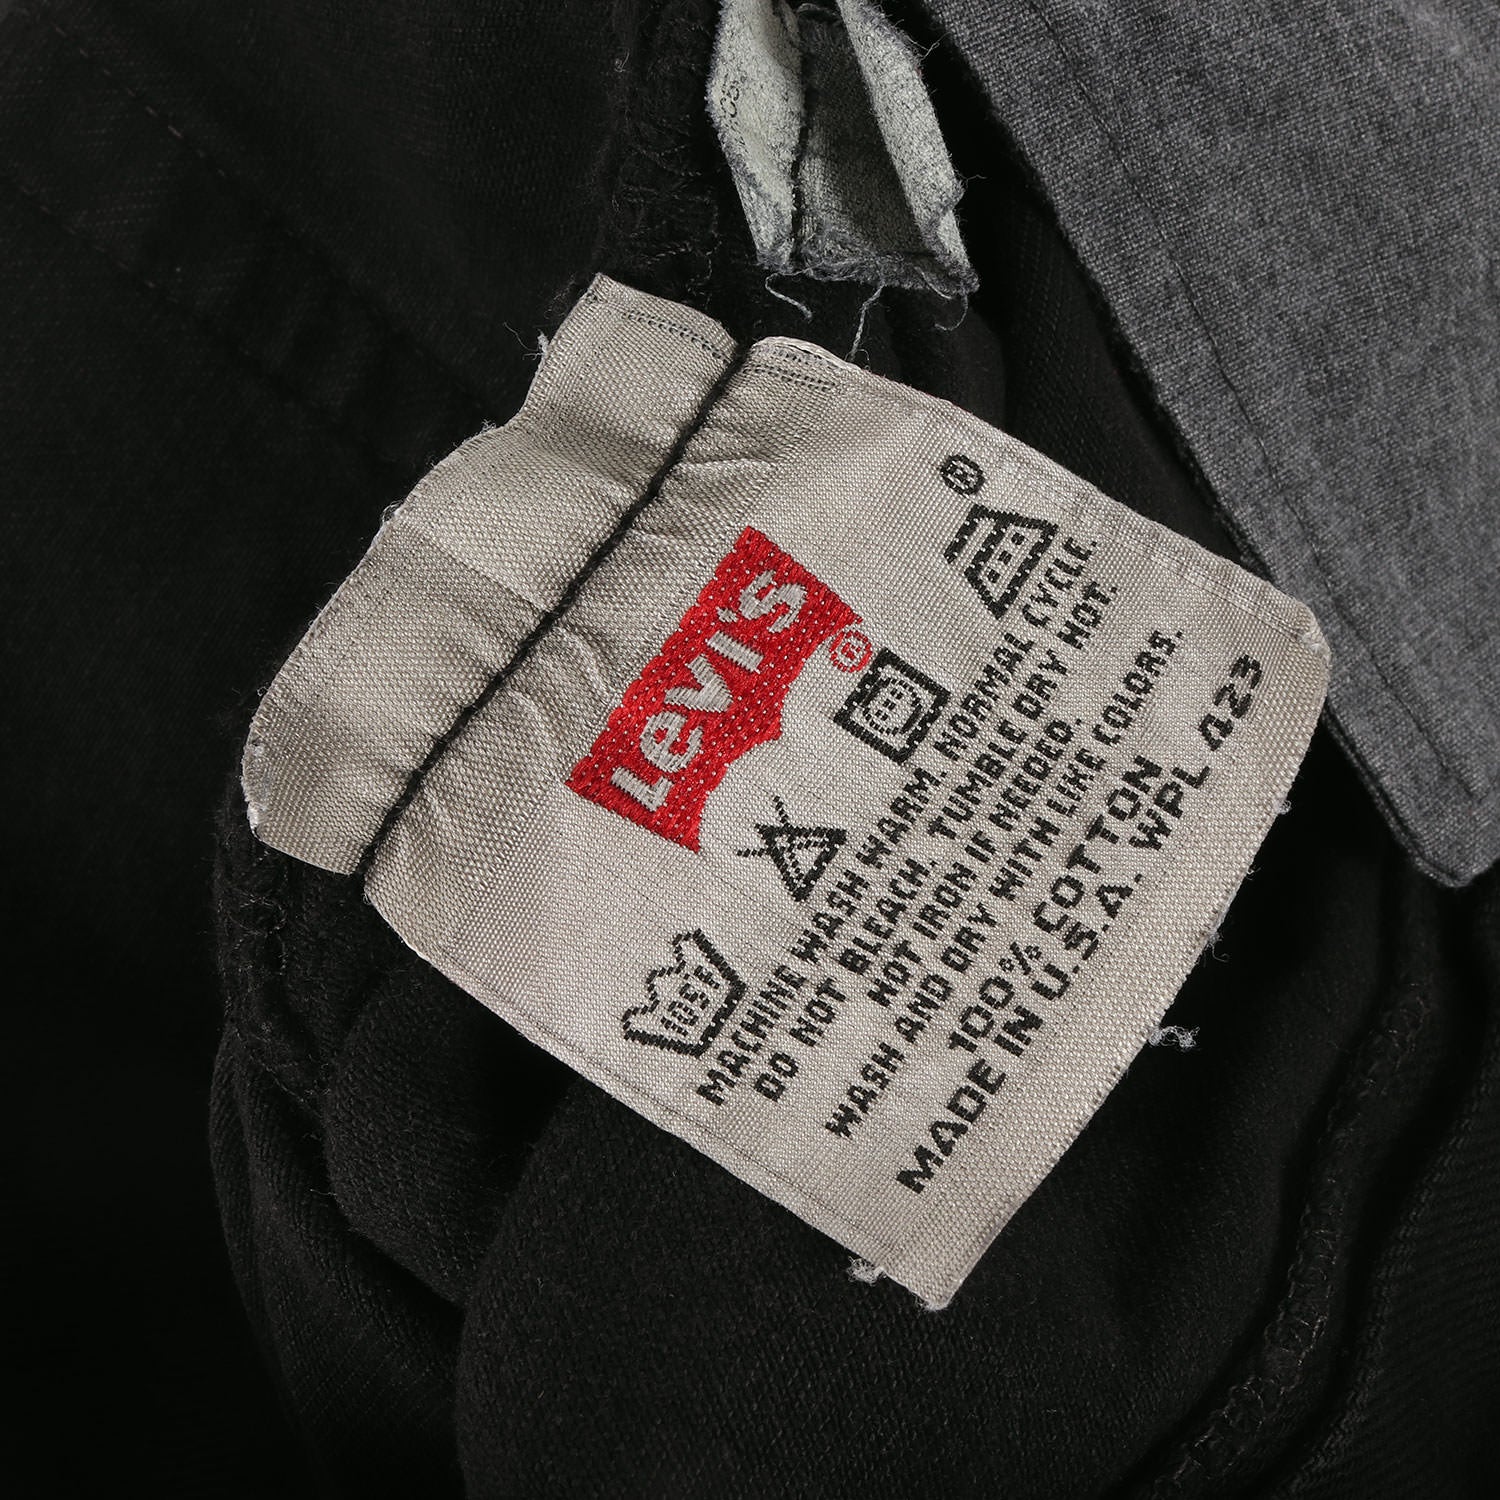 Levi's
®
105F
®
MACHINE WASH WARM. NORMAL CYCLE.
DO NOT BLEACH. TUMBLE DRY HOT.
HOT IRON IF NEEDED.
WASH AND DRY WITH LIKE COLORS.
100% COTTON
MADE IN U.S.A. WPL 423